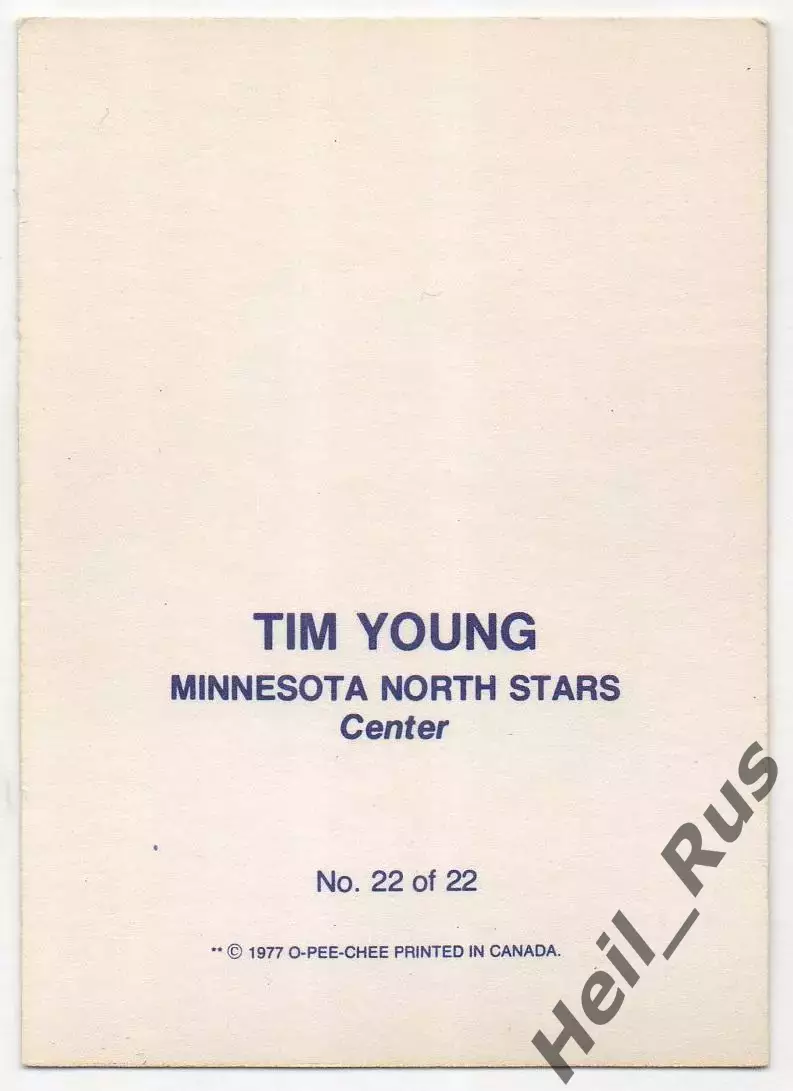 TIM YOUNG
MINNESOTA NORTH STARS
Center
No. 22 of 22
** © 1977 O-PEE-CHEE PRINTED IN CANADA.
Heil_Rus